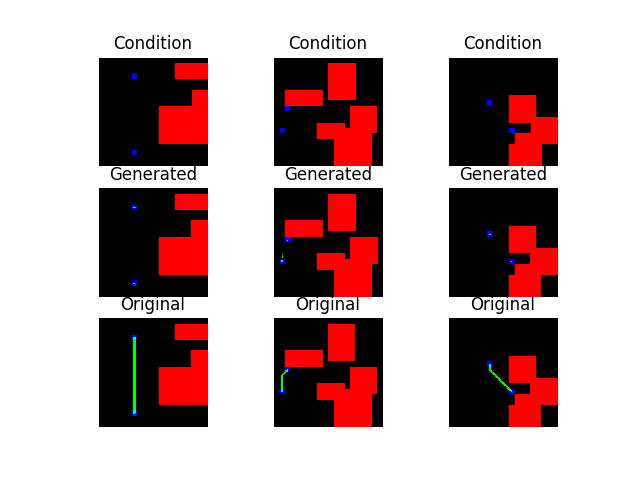 Condition Condition Condition
Generated Generated Generated
Original Original Original